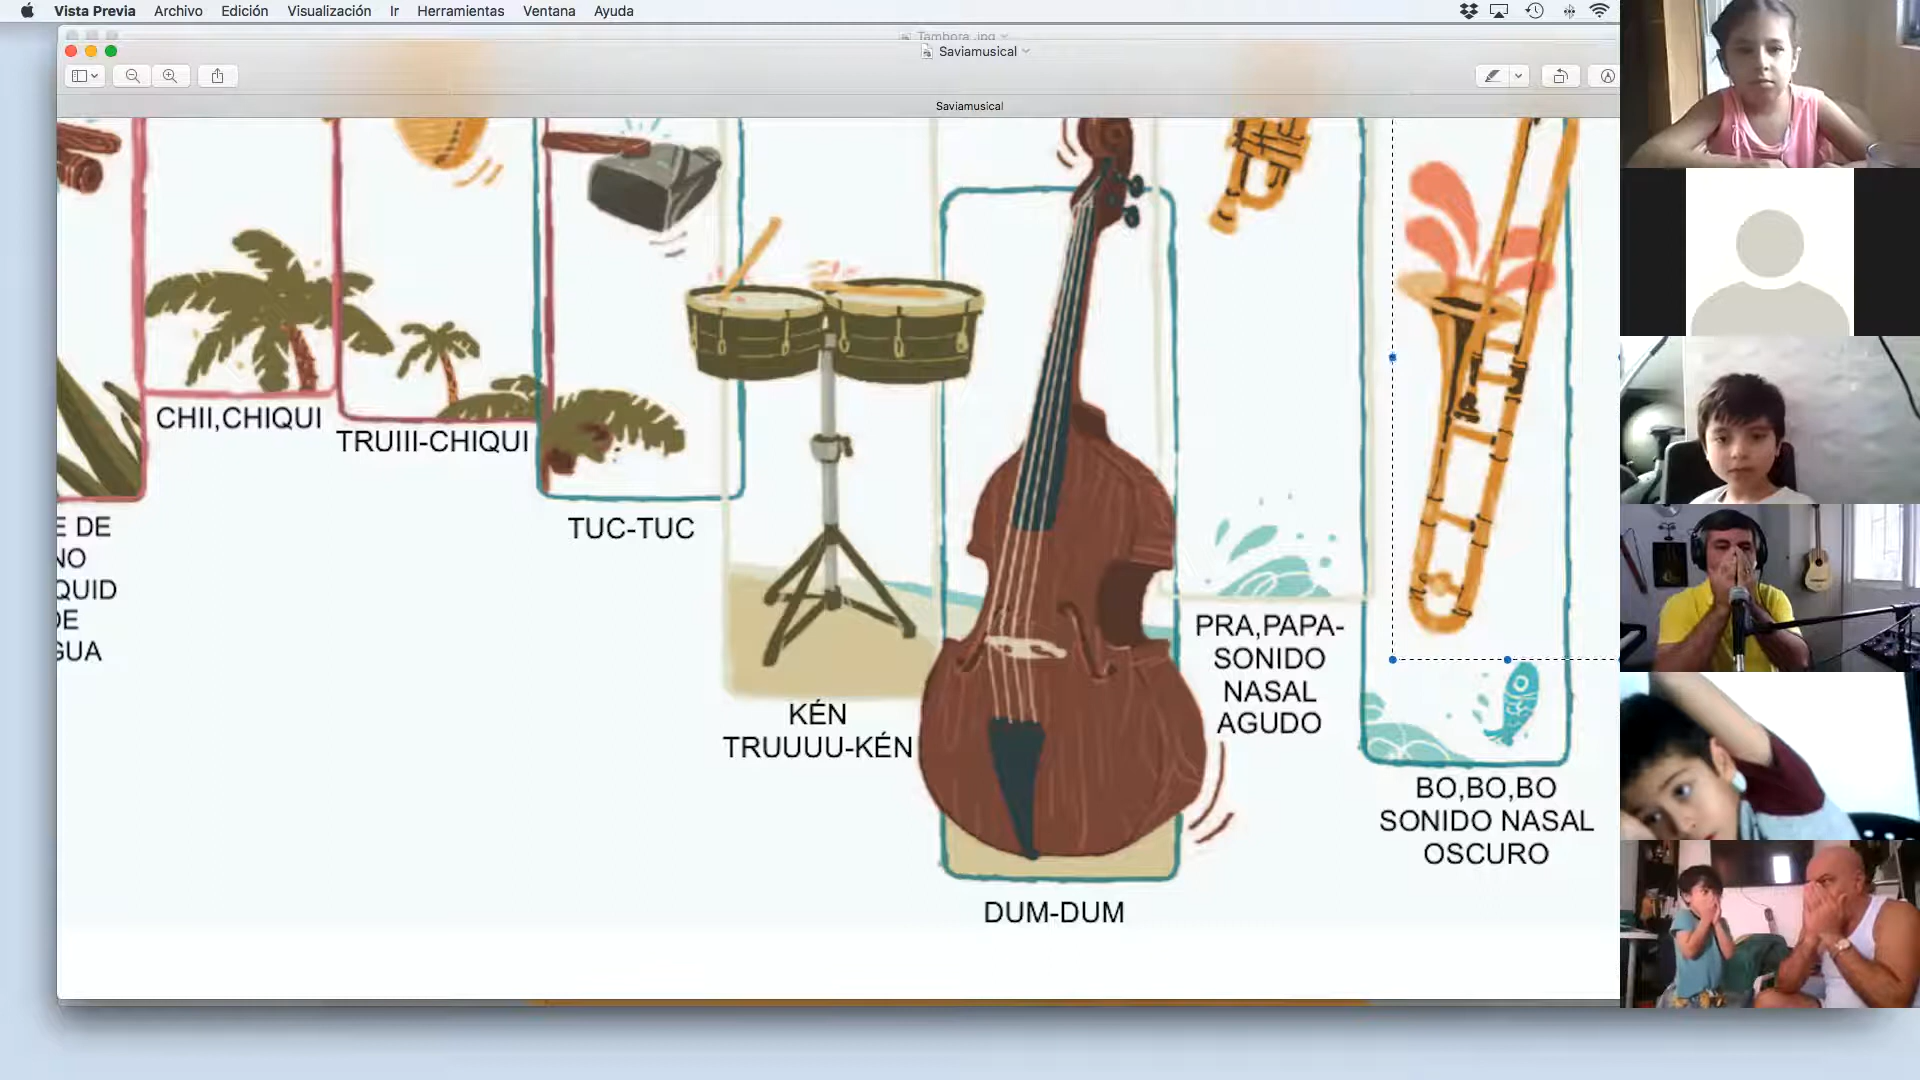 Vista Previa Archivo Edición Visualización Ir Herramientas Ventana Ayuda
Tambora .jpg
Saviamusical
Saviamusical
CHII,CHIQUI
TRUIII-CHIQUI
TUC-TUC
E DE
NO
QUID
DE
GUA
KÉN
TRUUUU-KÉN
DUM-DUM
PRA,PAPA-
SONIDO
NASAL
AGUDO
BO,BO,BO
SONIDO NASAL
OSCURO